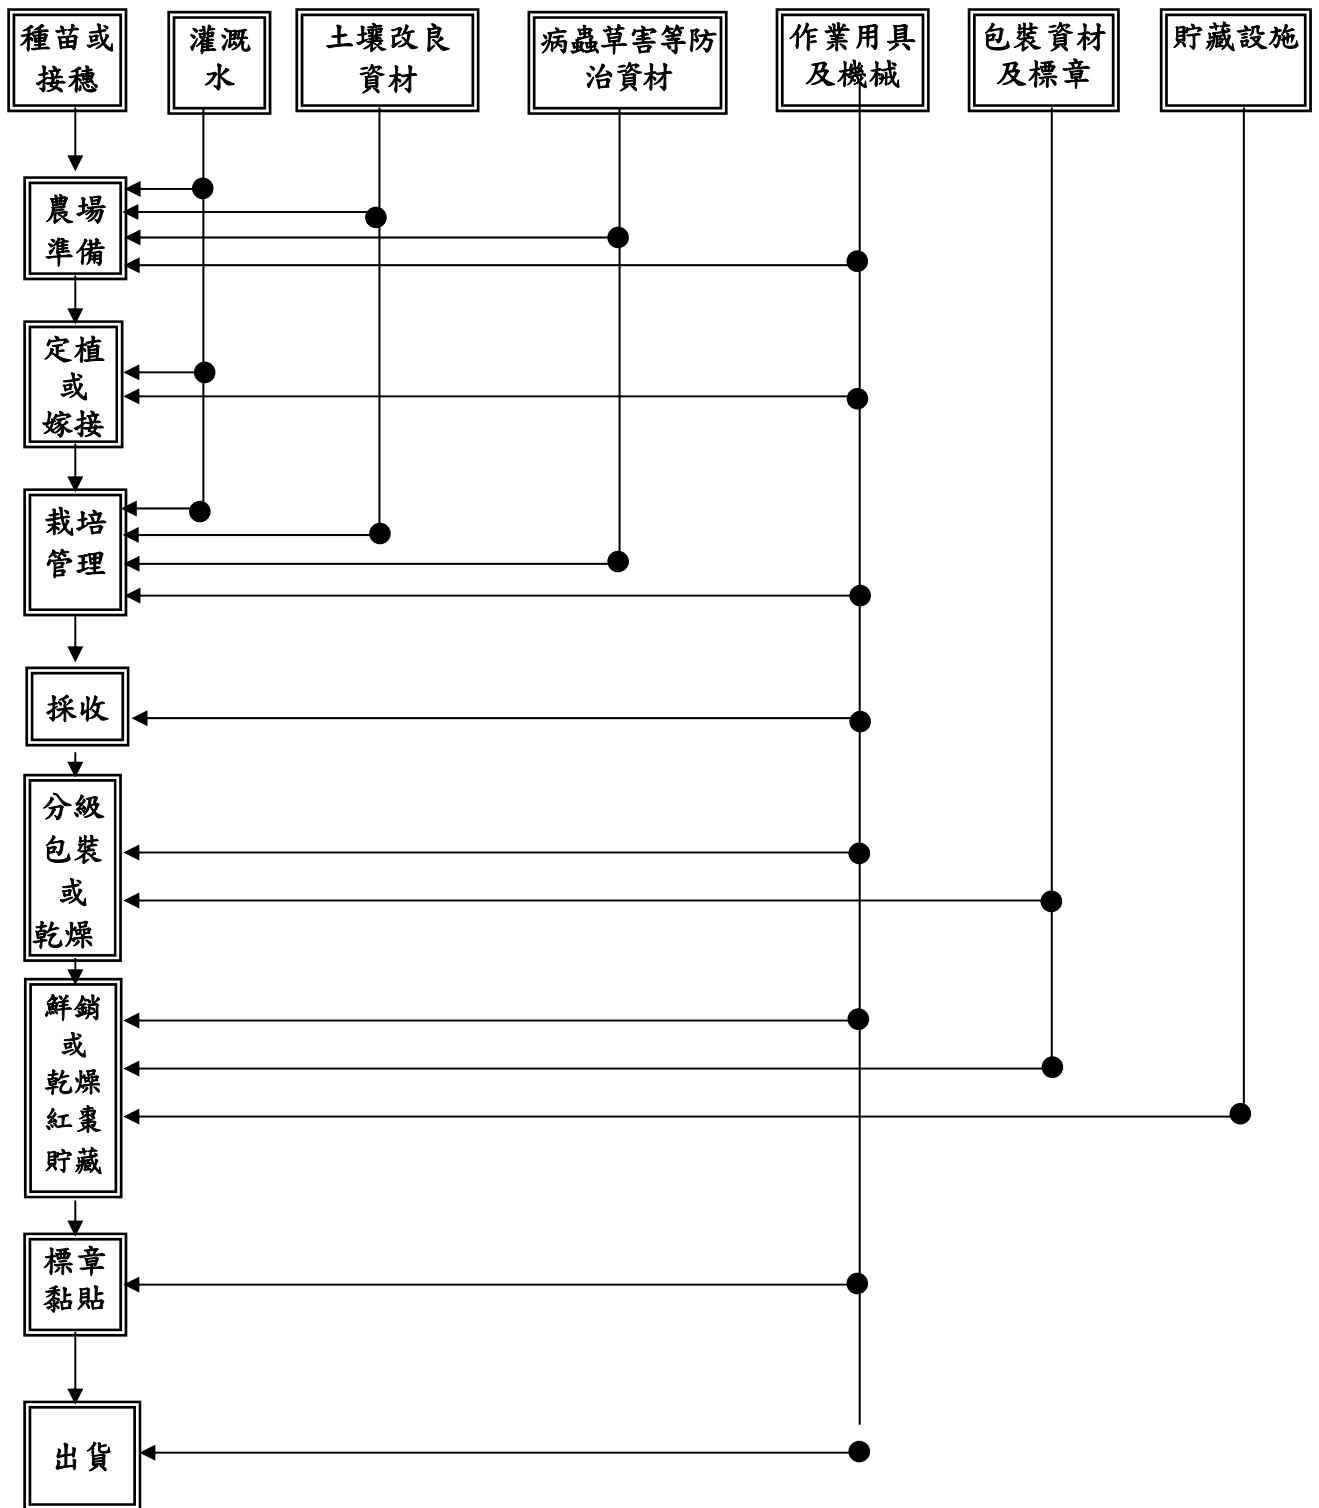 種苗或
接穗
灌溉
水
土壤改良
資材
病蟲草害等防
治資材
作業用具
及機械
包裝資材
及標章
貯藏設施
農場
準備
定植
或
嫁接
栽培
管理
採收
分級
包裝
或
乾燥
鮮銷
或
乾燥
紅棗
貯藏
標章
黏貼
出貨